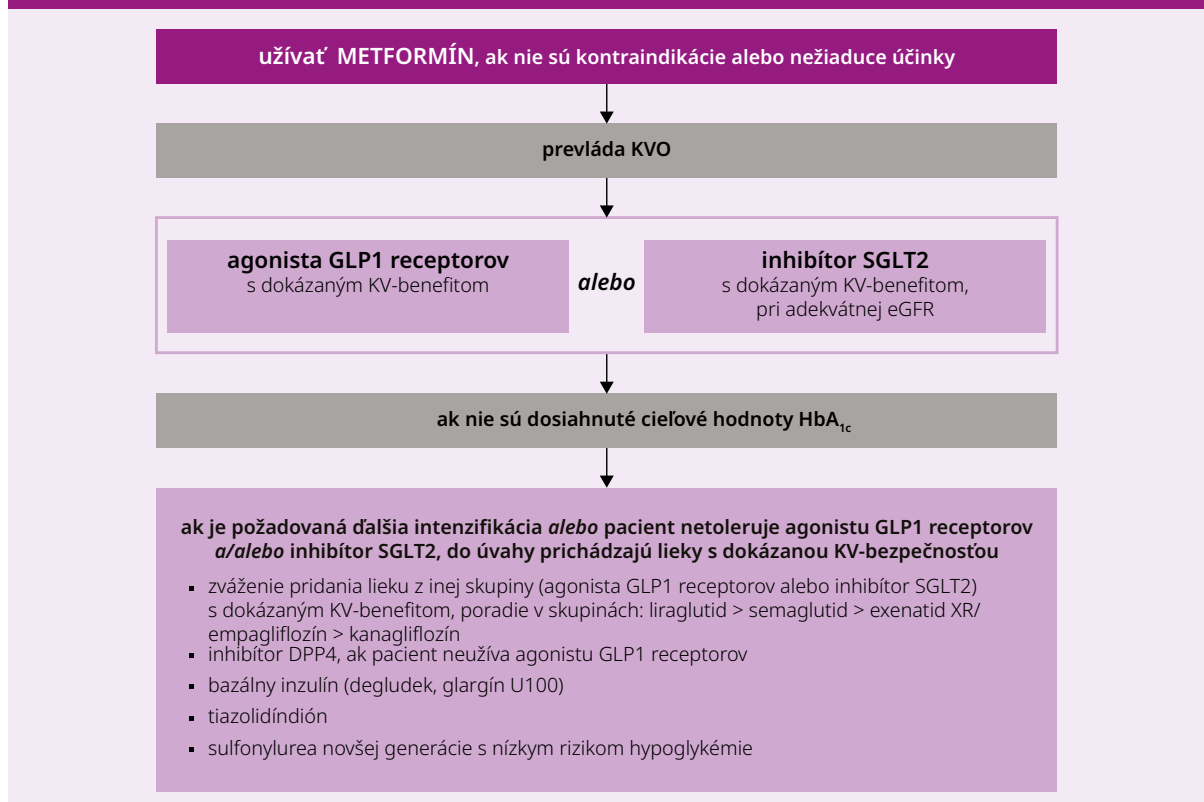 užívať METFORMÍN, ak nie sú kontraindikácie alebo nežiaduce účinky
prevláda KVO
agonista GLP1 receptorov
s dokázaným KV-benefitom
alebo
inhibítor SGLT2
s dokázaným KV-benefitom,
pri adekvátnej eGFR
ak nie sú dosiahnuté cieľové hodnoty HbA1c
ak je požadovaná ďalšia intenzifikácia alebo pacient netoleruje agonistu GLP1 receptorov
a/alebo inhibítor SGLT2, do úvahy prichádzajú lieky s dokázanou KV-bezpečnosťou
▪ zváženie pridania lieku z inej skupiny (agonista GLP1 receptorov alebo inhibítor SGLT2)
s dokázaným KV-benefitom, poradie v skupinách: liraglutid > semaglutid > exenatid XR/
empagliflozín > kanagliflozín
▪ inhibítor DPP4, ak pacient neužíva agonistu GLP1 receptorov
▪ bazálny inzulín (degludek, glargín U100)
▪ tiazolidíndión
▪ sulfonylurea novšej generácie s nízkym rizikom hypoglykémie